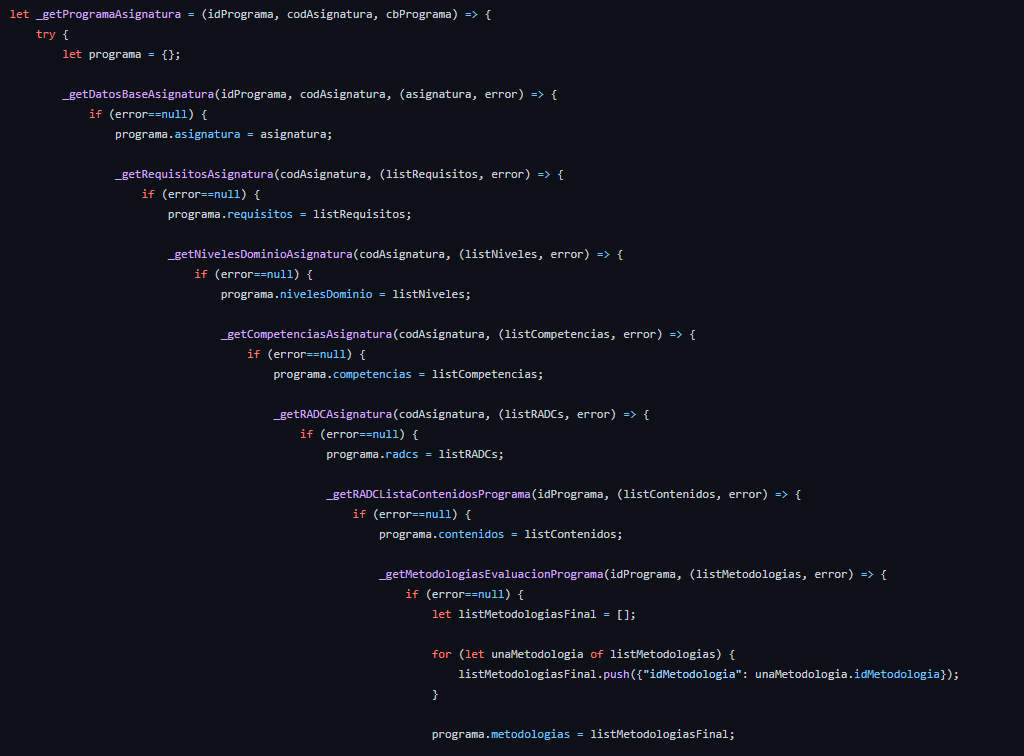 let _getProgramaAsignatura = (idPrograma, codAsignatura, cbPrograma) => {
try {
let programa = {};
_getDatosBaseAsignatura(idPrograma, codAsignatura, (asignatura, error) => {
if (error==null) {
programa.asignatura = asignatura;
_getRequisitosAsignatura(codAsignatura, (listRequisitos, error) => {
if (error==null) {
programa.requisitos = listRequisitos;
_getNivelesDominioAsignatura(codAsignatura, (listNiveles, error) => {
if (error==null) {
programa.nivelesDominio = listNiveles;
_getCompetenciasAsignatura(codAsignatura, (listCompetencias, error) => {
if (error==null) {
programa.competencias = listCompetencias;
_getRADCAsignatura(codAsignatura, (listRADCs, error) => {
if (error==null) {
programa.radcs = listRADCs;
_getRADCListaContenidosPrograma(idPrograma, (listContenidos, error) => {
if (error==null) {
programa.contenidos = listContenidos;
_getMetodologiasEvaluacionPrograma(idPrograma, (listMetodologias, error) => {
if (error==null) {
let listMetodologiasFinal = [];
for (let unaMetodologia of listMetodologias) {
listMetodologiasFinal.push({"idMetodologia": unaMetodologia.idMetodologia});
}
programa.metodologias = listMetodologiasFinal;